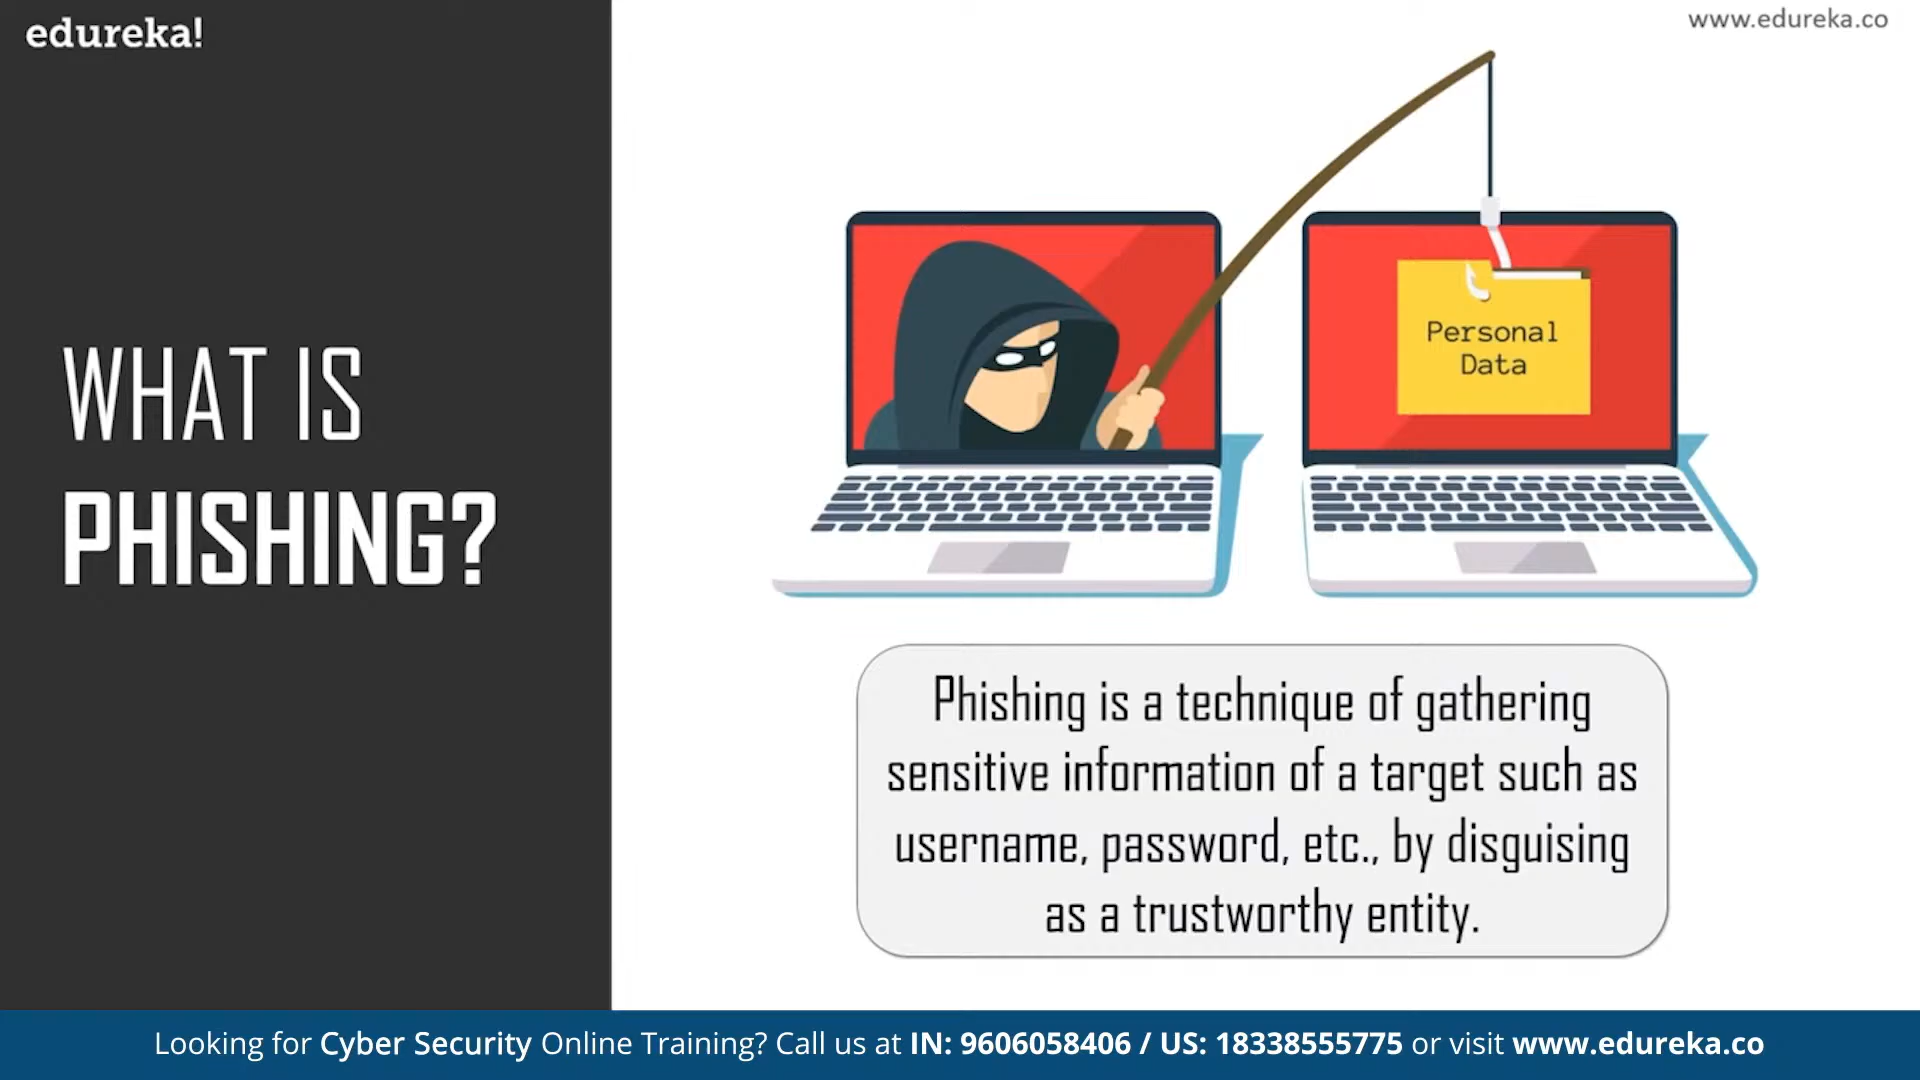 edureka!
www.edureka.co
WHAT IS
PHISHING?
Personal
Data
Phishing is a technique of gathering
sensitive information of a target such as
username, password, etc., by disguising
as a trustworthy entity.
Looking for Cyber Security Online Training? Call us at IN: 9606058406 / US: 18338555775 or visit www.edureka.co